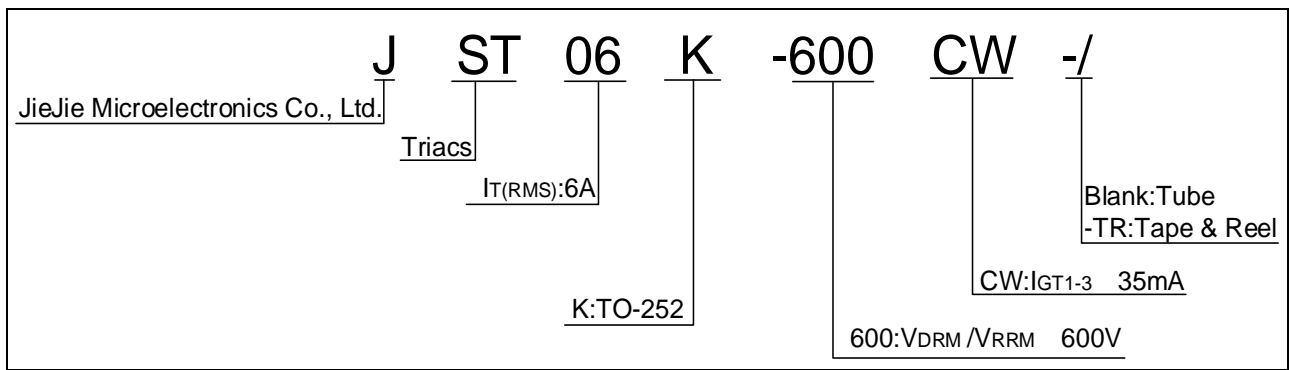 J ST 06 K -600 CW -/
JieJie Microelectronics Co., Ltd.
Triacs
IT(RMS):6A
Blank:Tube
-TR:Tape & Reel
CW:IGT1-3 35mA
K:TO-252
600:VDRM /VRRM 600V